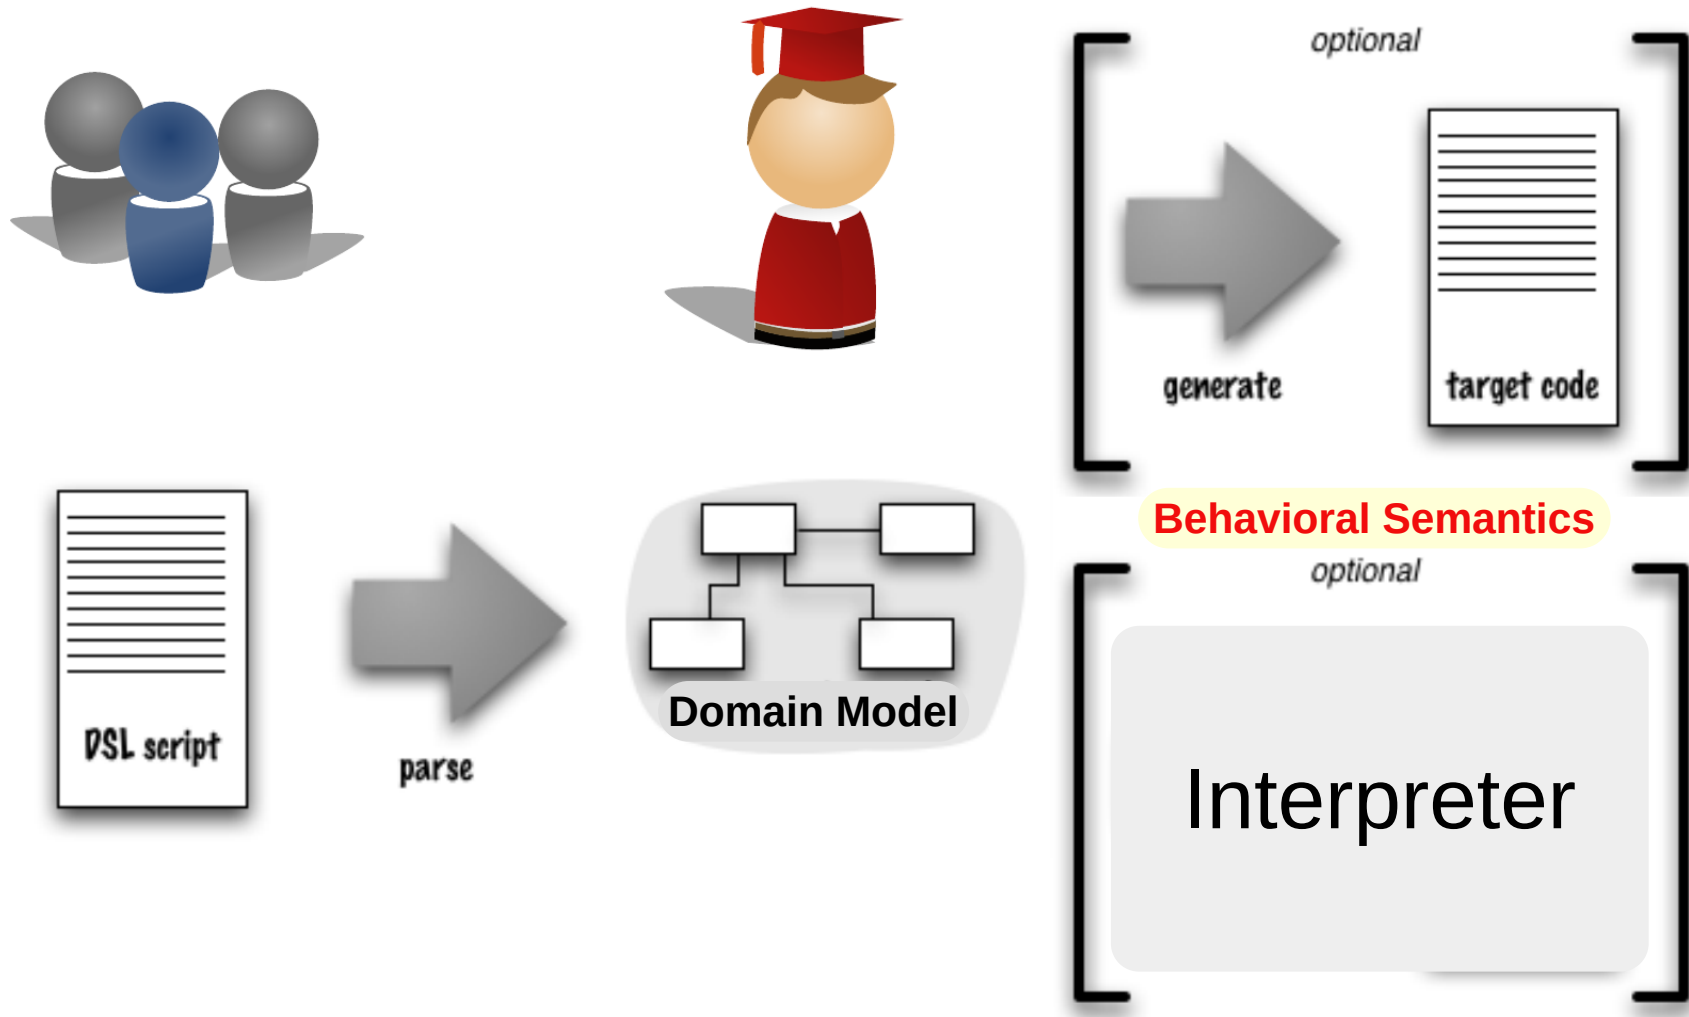 optional
generate
target code
Behavioral Semantics
optional
DSL script
parse
Domain Model
Interpreter